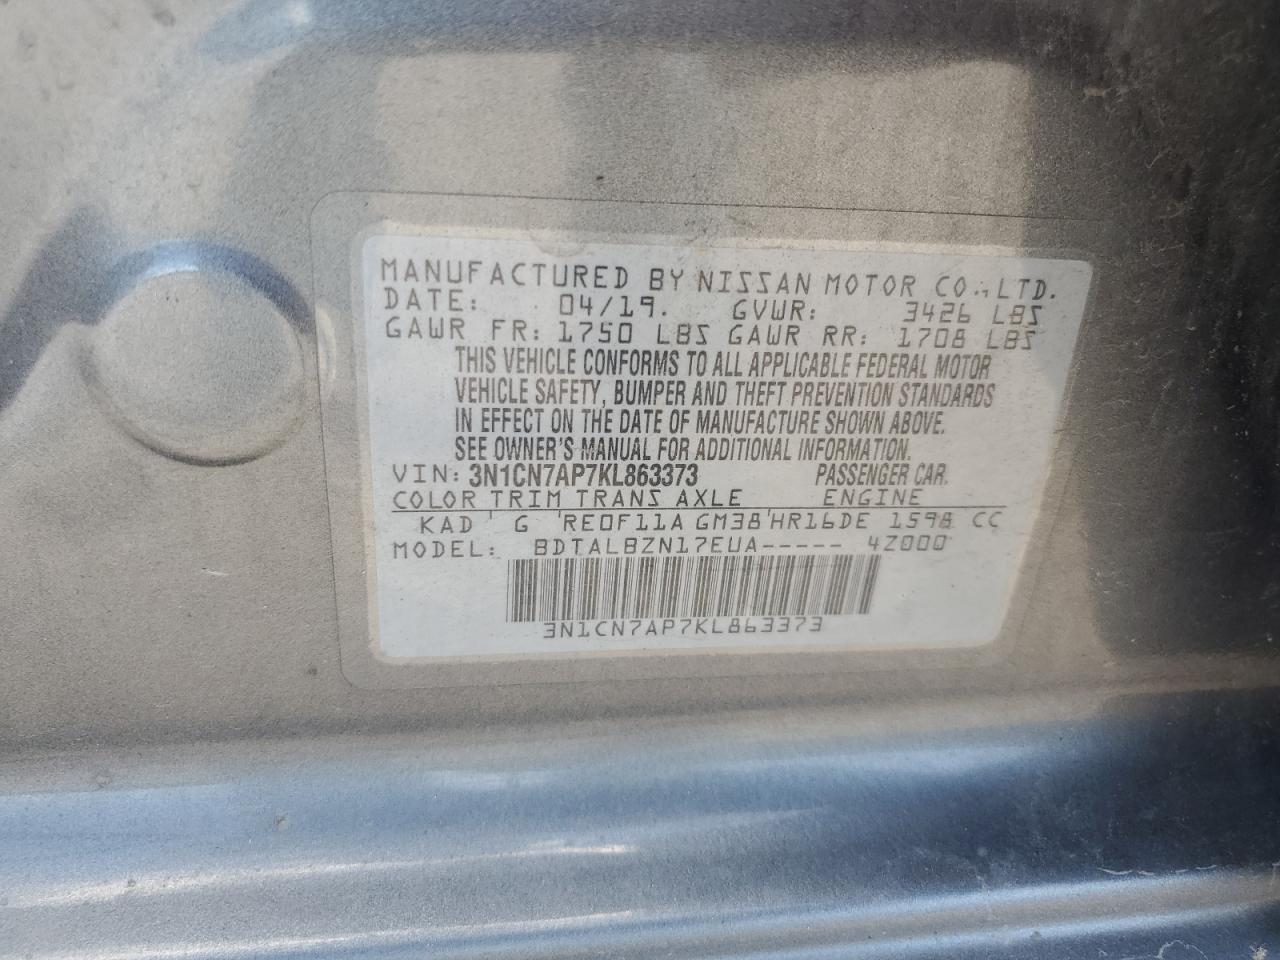 MANUFACTURED BY NISSAN MOTOR CO.,LTD.
DATE: 04/19. GVWR: 3426 LBS
GAWR FR: 1750 LBS GAWR RR: 1708 LBS
THIS VEHICLE CONFORMS TO ALL APPLICABLE FEDERAL MOTOR
VEHICLE SAFETY, BUMPER AND THEFT PREVENTION STANDARDS
IN EFFECT ON THE DATE OF MANUFACTURE SHOWN ABOVE.
SEE OWNER'S MANUAL FOR ADDITIONAL INFORMATION.
VIN: 3N1CN7AP7KL863373 PASSENGER CAR.
COLOR TRIM TRANS AXLE ENGINE
KAD G RE0F11A GM38 HR16DE 1598 CC
MODEL: BDTALBZN17EUA----- 4Z000
3N1CN7AP7KL863373